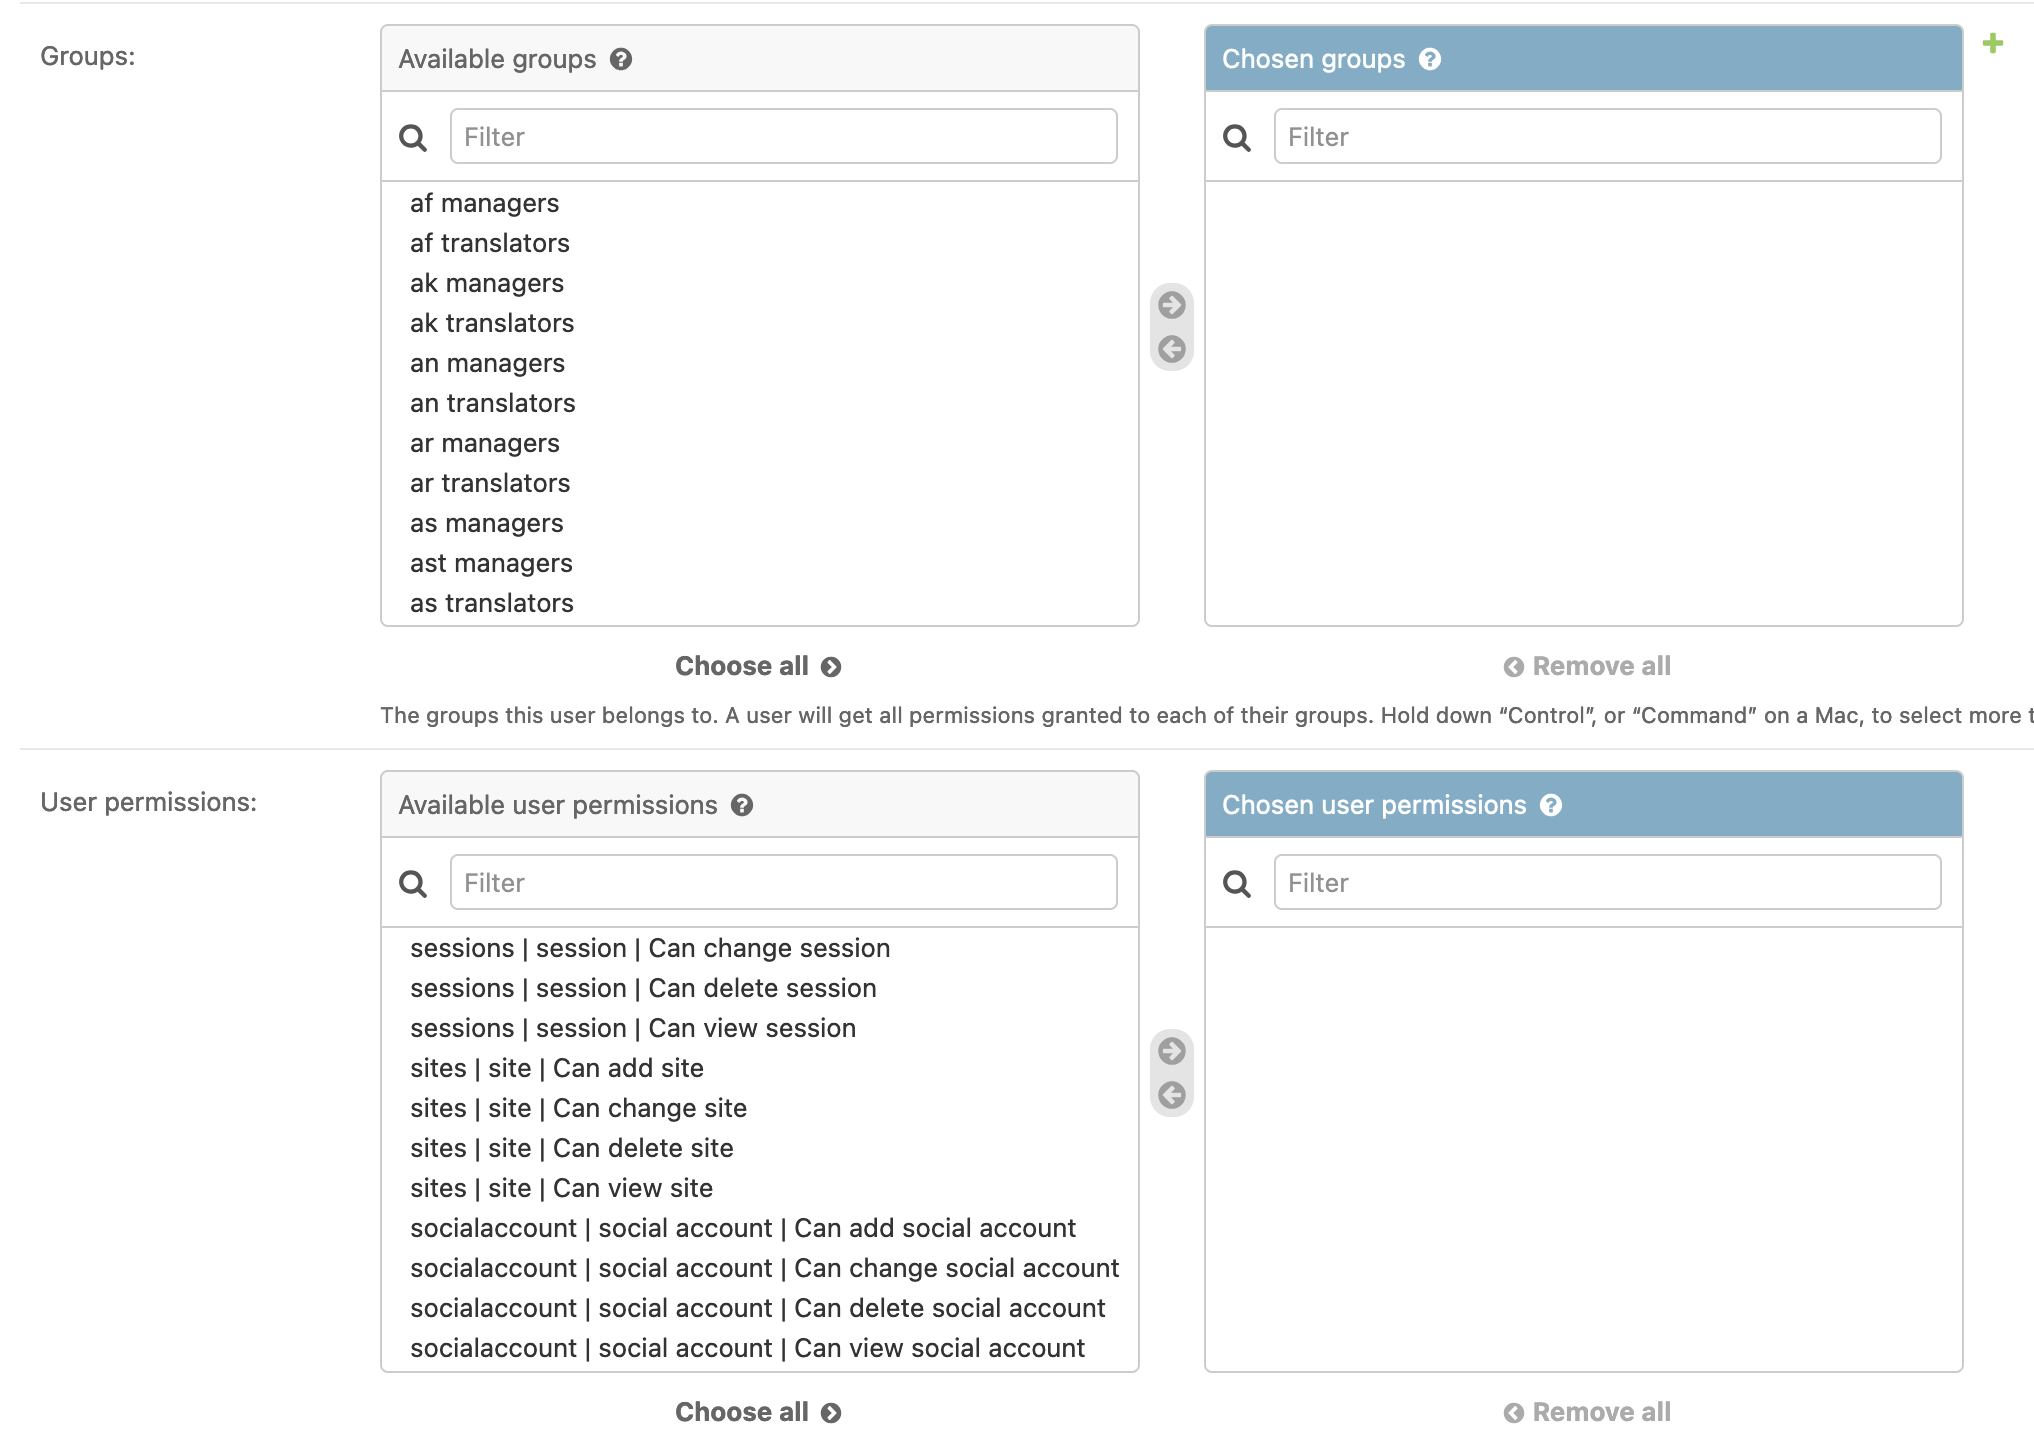 Groups:
Available groups
Chosen groups
Filter
Filter
af managers
af translators
ak managers
ak translators
an managers
an translators
ar managers
ar translators
as managers
ast managers
as translators
Choose all
Remove all
The groups this user belongs to. A user will get all permissions granted to each of their groups. Hold down “Control”, or “Command” on a Mac, to select more t
User permissions:
Available user permissions
Chosen user permissions
Filter
Filter
sessions | session | Can change session
sessions | session | Can delete session
sessions | session | Can view session
sites | site | Can add site
sites | site | Can change site
sites | site | Can delete site
sites | site | Can view site
socialaccount | social account | Can add social account
socialaccount | social account | Can change social account
socialaccount | social account | Can delete social account
socialaccount | social account | Can view social account
Choose all
Remove all